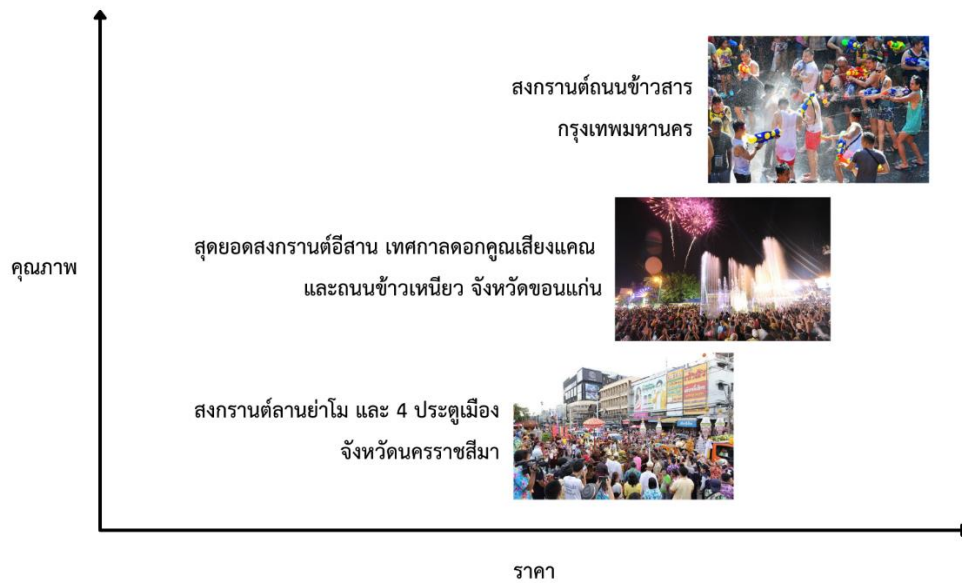 สงกรานต์ถนนข้าวสาร
กรุงเทพมหานคร
สุดยอดสงกรานต์อีสาน เทศกาลดอกคูณเสียงแคน
และถนนข้าวเหนียว จังหวัดขอนแก่น
คุณภาพ
สงกรานต์ลานย่าโม และ 4 ประตูเมือง
จังหวัดนครราชสีมา
ราคา